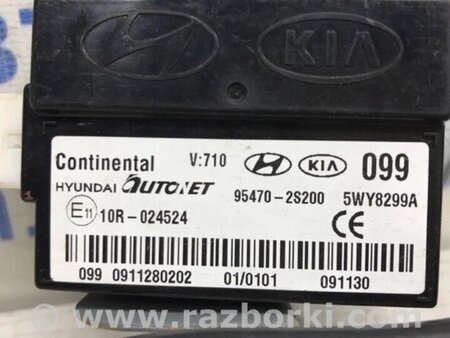 KIA
Continental V:710 KIA 099
HYUNDAI AUTONET 95470-2S200 5WY8299A
E11 10R-024524 CE
099 0911280202 01/0101 091130
© www.razborki.com